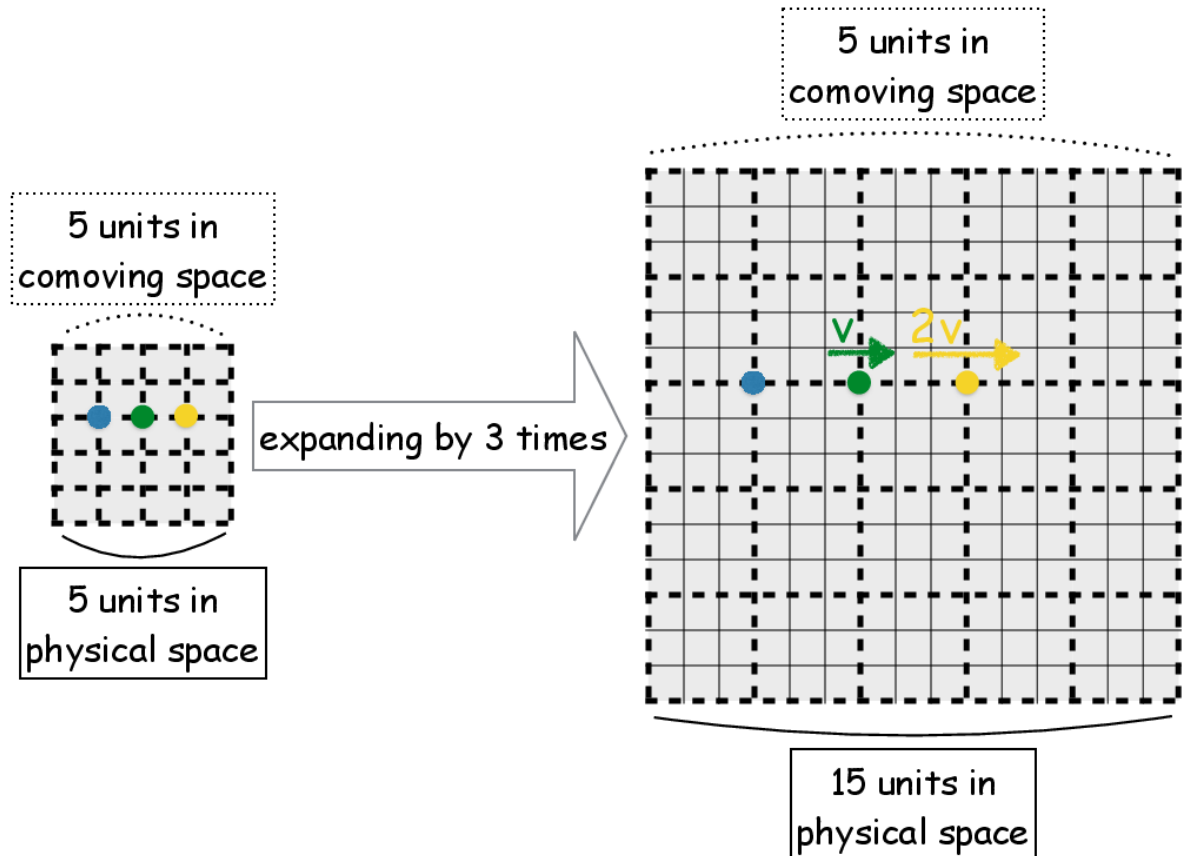 5 units in
comoving space
5 units in
physical space
expanding by 3 times
5 units in
comoving space
v
2v
15 units in
physical space